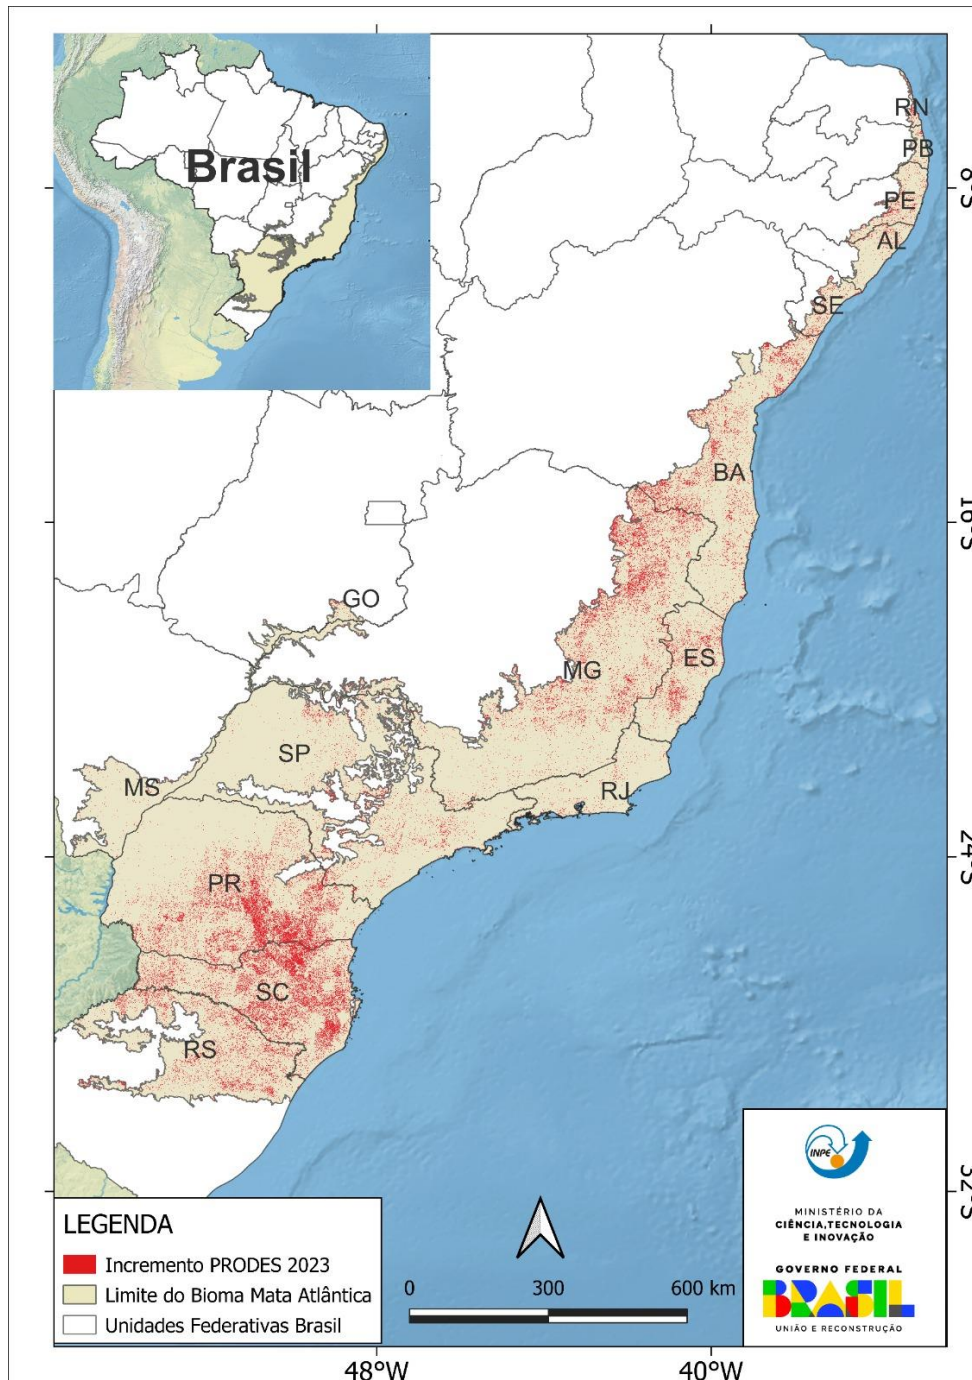 Brasil
RN
PB
PE
AL
SE
BA
GO
MG
ES
SP
MS
RJ
PR
SC
RS
8°S
16°S
24°S
32°S
LEGENDA
Incremento PRODES 2023
Limite do Bioma Mata Atlântica
Unidades Federativas Brasil
0 300 600 km
INPE
MINISTÉRIO DA
CIÊNCIA, TECNOLOGIA
E INOVAÇÃO
GOVERNO FEDERAL
BRASIL
UNIÃO E RECONSTRUÇÃO
48°W 40°W